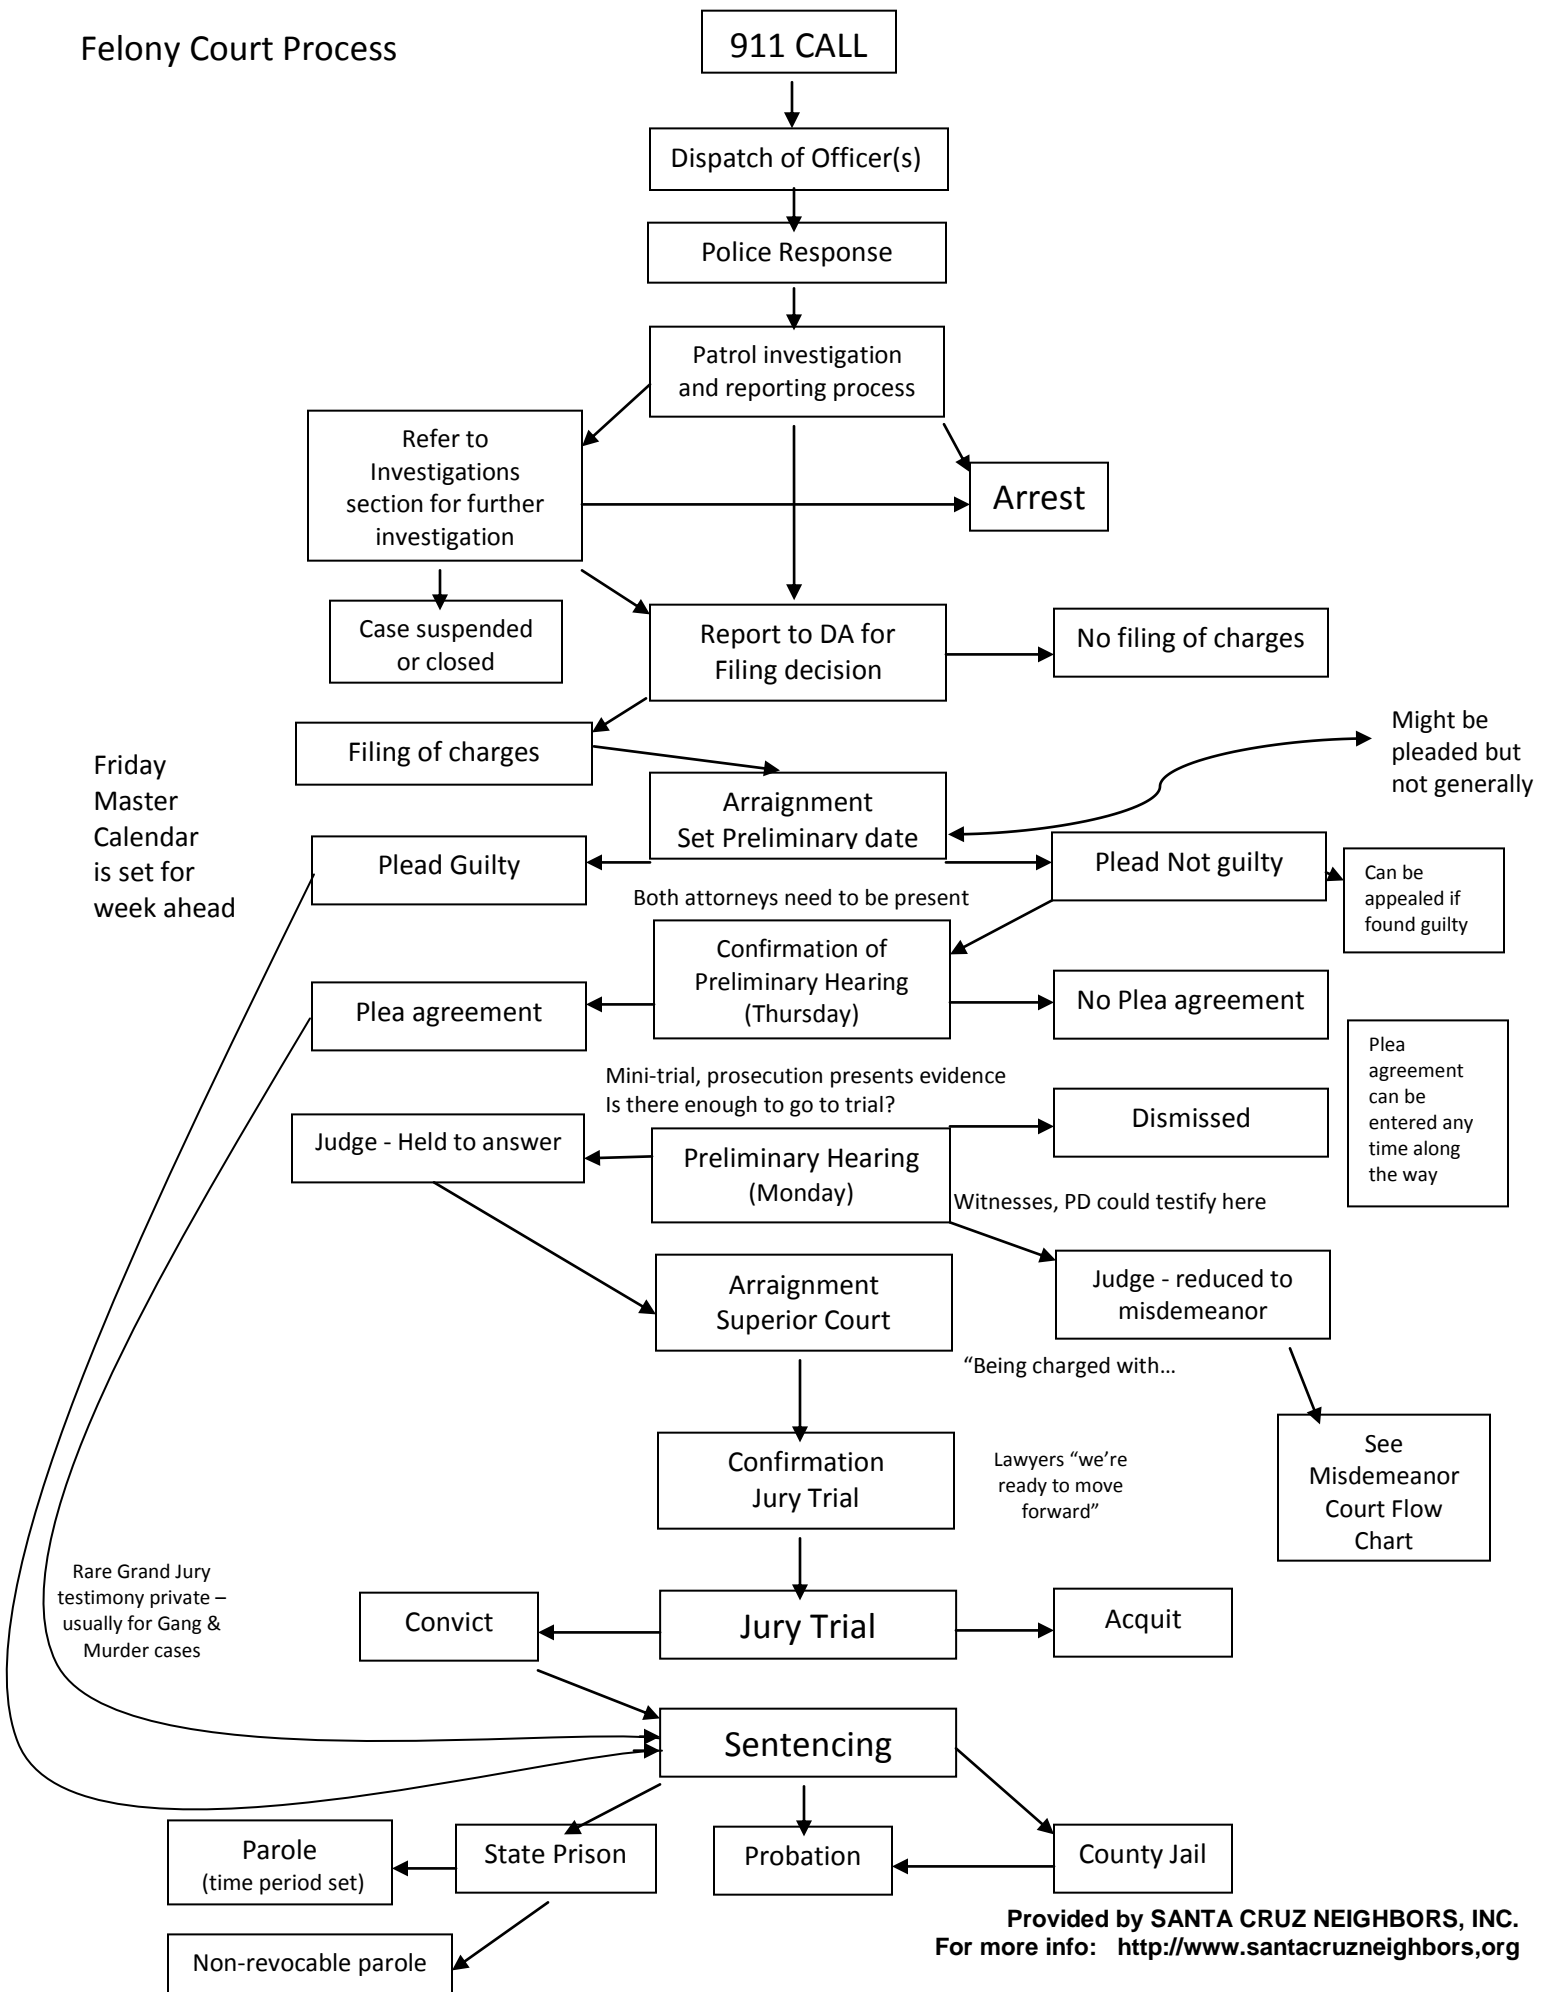 Felony Court Process
911 CALL
Dispatch of Officer(s)
Police Response
Patrol investigation
and reporting process
Refer to
Investigations
section for further
investigation
Arrest
Case suspended
or closed
Report to DA for
Filing decision
No filing of charges
Filing of charges
Might be
pleaded but
not generally
Friday
Master
Calendar
is set for
week ahead
Arraignment
Set Preliminary date
Plead Guilty
Plead Not guilty
Can be
appealed if
found guilty
Both attorneys need to be present
Confirmation of
Preliminary Hearing
(Thursday)
Plea agreement
No Plea agreement
Plea
agreement
can be
entered any
time along
the way
Mini-trial, prosecution presents evidence
Is there enough to go to trial?
Dismissed
Judge - Held to answer
Preliminary Hearing
(Monday)
Witnesses, PD could testify here
Arraignment
Superior Court
Judge - reduced to
misdemeanor
“Being charged with…
Confirmation
Jury Trial
Lawyers “we’re
ready to move
forward”
See
Misdemeanor
Court Flow
Chart
Rare Grand Jury
testimony private –
usually for Gang &
Murder cases
Convict
Jury Trial
Acquit
Sentencing
Parole
(time period set)
State Prison
Probation
County Jail
Non-revocable parole
Provided by SANTA CRUZ NEIGHBORS, INC.
For more info: http://www.santacruzneighbors,org